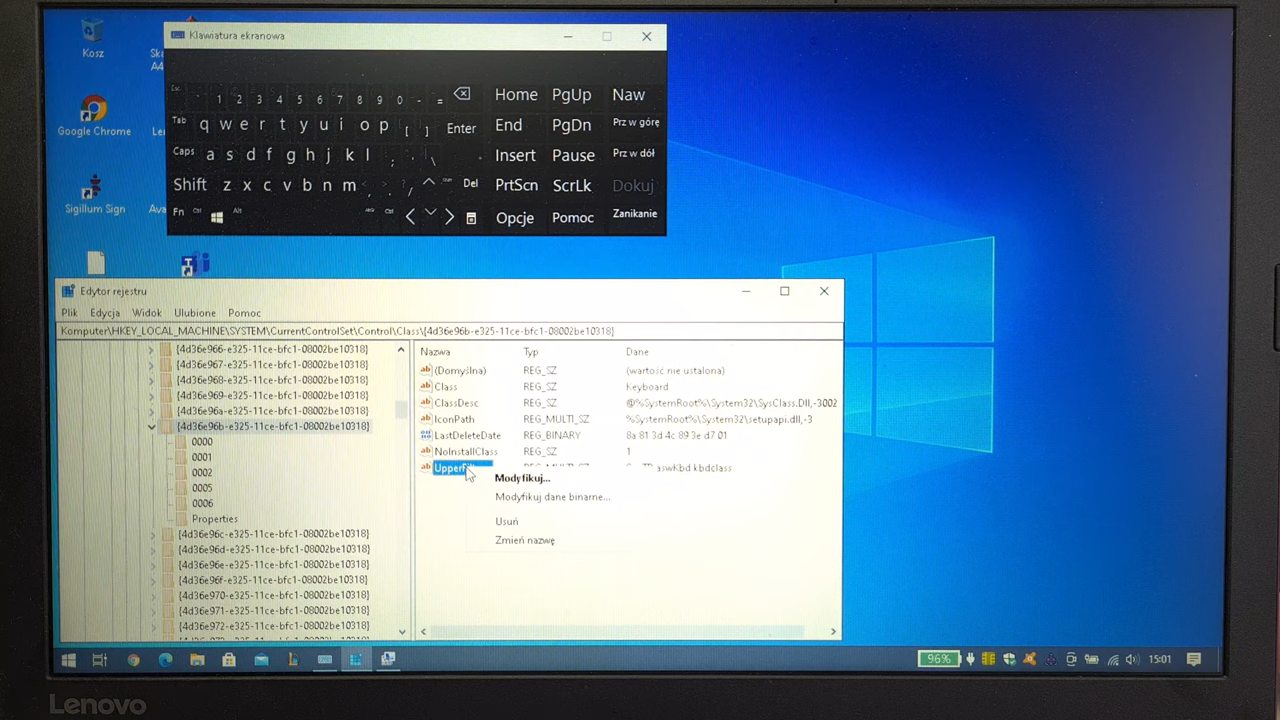 Klawiatura ekranowa
Kosz
Google Chrome
Sigillum Sign
Esc ` 1 2 3 4 5 6 7 8 9 0 - = Home PgUp Naw
Tab q w e r t y u i o p [ ] Enter End PgDn Prz w górę
Caps a s d f g h j k l ; ' \ Insert Pause Prz w dół
Shift z x c v b n m , . / Del PrtScn ScrLk Dokuj
Fn Ctrl Alt Ctrl Opcje Pomoc Zanikanie
Edytor rejestru
Plik Edycja Widok Ulubione Pomoc
Komputer\HKEY_LOCAL_MACHINE\SYSTEM\CurrentControlSet\Control\Class\{4d36e96b-e325-11ce-bfc1-08002be10318}
{4d36e966-e325-11ce-bfc1-08002be10318}
{4d36e967-e325-11ce-bfc1-08002be10318}
{4d36e968-e325-11ce-bfc1-08002be10318}
{4d36e969-e325-11ce-bfc1-08002be10318}
{4d36e96a-e325-11ce-bfc1-08002be10318}
{4d36e96b-e325-11ce-bfc1-08002be10318}
0000
0001
0002
0005
0006
Properties
{4d36e96c-e325-11ce-bfc1-08002be10318}
{4d36e96d-e325-11ce-bfc1-08002be10318}
{4d36e96e-e325-11ce-bfc1-08002be10318}
{4d36e96f-e325-11ce-bfc1-08002be10318}
{4d36e970-e325-11ce-bfc1-08002be10318}
{4d36e971-e325-11ce-bfc1-08002be10318}
{4d36e972-e325-11ce-bfc1-08002be10318}
Nazwa Typ Dane
(Domyślna) REG_SZ (wartość nie ustalona)
Class REG_SZ Keyboard
ClassDesc REG_SZ @%SystemRoot%\System32\SysClass.Dll,-3002
IconPath REG_MULTI_SZ %SystemRoot%\System32\setupapi.dll,-3
LastDeleteDate REG_BINARY 8a 81 3d 4c 89 3e d7 01
NoInstallClass REG_SZ 1
REG_MULTI_SZ aswKbd kbdclass
Modyfikuj...
Modyfikuj dane binarne...
Usuń
Zmień nazwę
96% 15:01
Lenovo